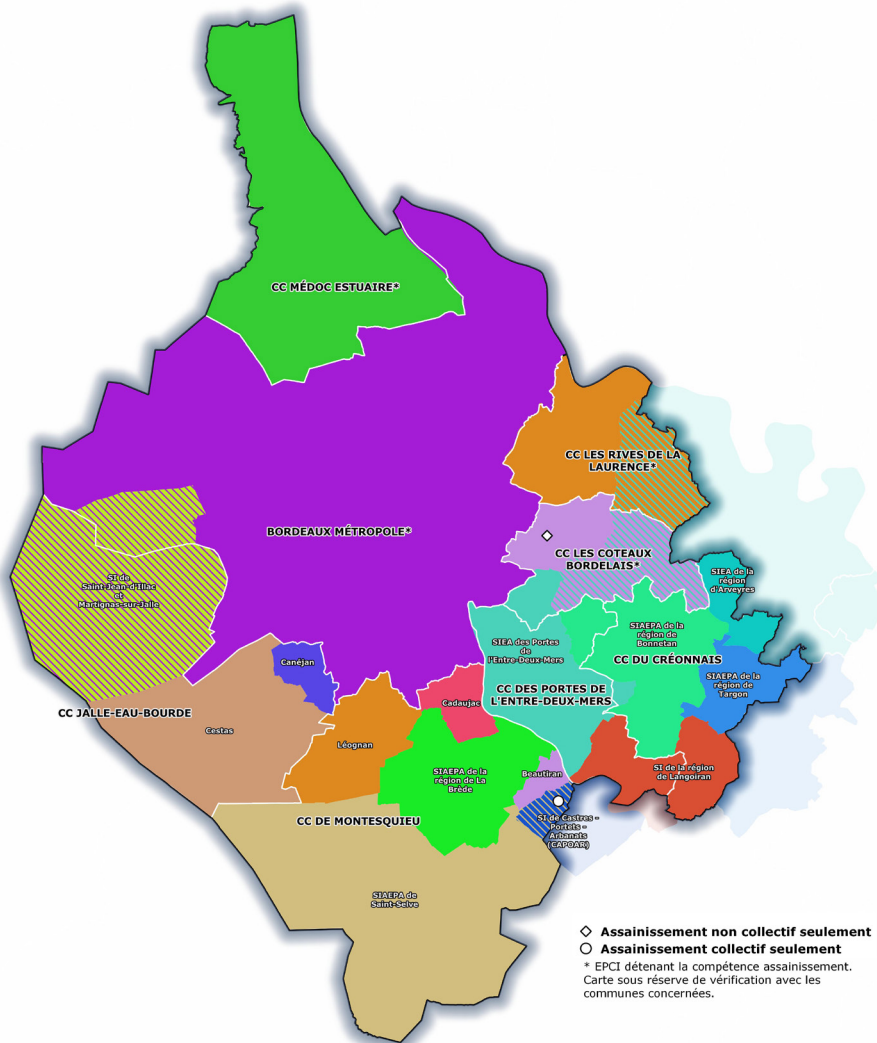 CC MÉDOC ESTUAIRE*
CC LES RIVES DE LA
LAURENCE*
BORDEAUX MÉTROPOLE*
CC LES COTEAUX
BORDELAIS*
SIEA de la
région
d'Arveyres
SI de
Saint-Jean-d'Illac
et
Martignas-sur-Jalle
SIAEPA de la
région de
Bonnetan
SIEA des Portes
de
l'Entre-Deux-Mers
CC DU CRÉONNAIS
Canéjan
SIAEPA de la
région de
Targon
CC DES PORTES DE
L'ENTRE-DEUX-MERS
Cadaujac
CC JALLE-EAU-BOURDE
Cestas
Léognan
SIAEPA de la
région de La
Brède
Beautiran
SI de la région
de Langoiran
CC DE MONTESQUIEU
SI de Castres -
Portets -
Arbanats
(CAPOAR)
SIAEPA de
Saint-Selve
Assainissement non collectif seulement
Assainissement collectif seulement
* EPCI détenant la compétence assainissement.
Carte sous réserve de vérification avec les
communes concernées.